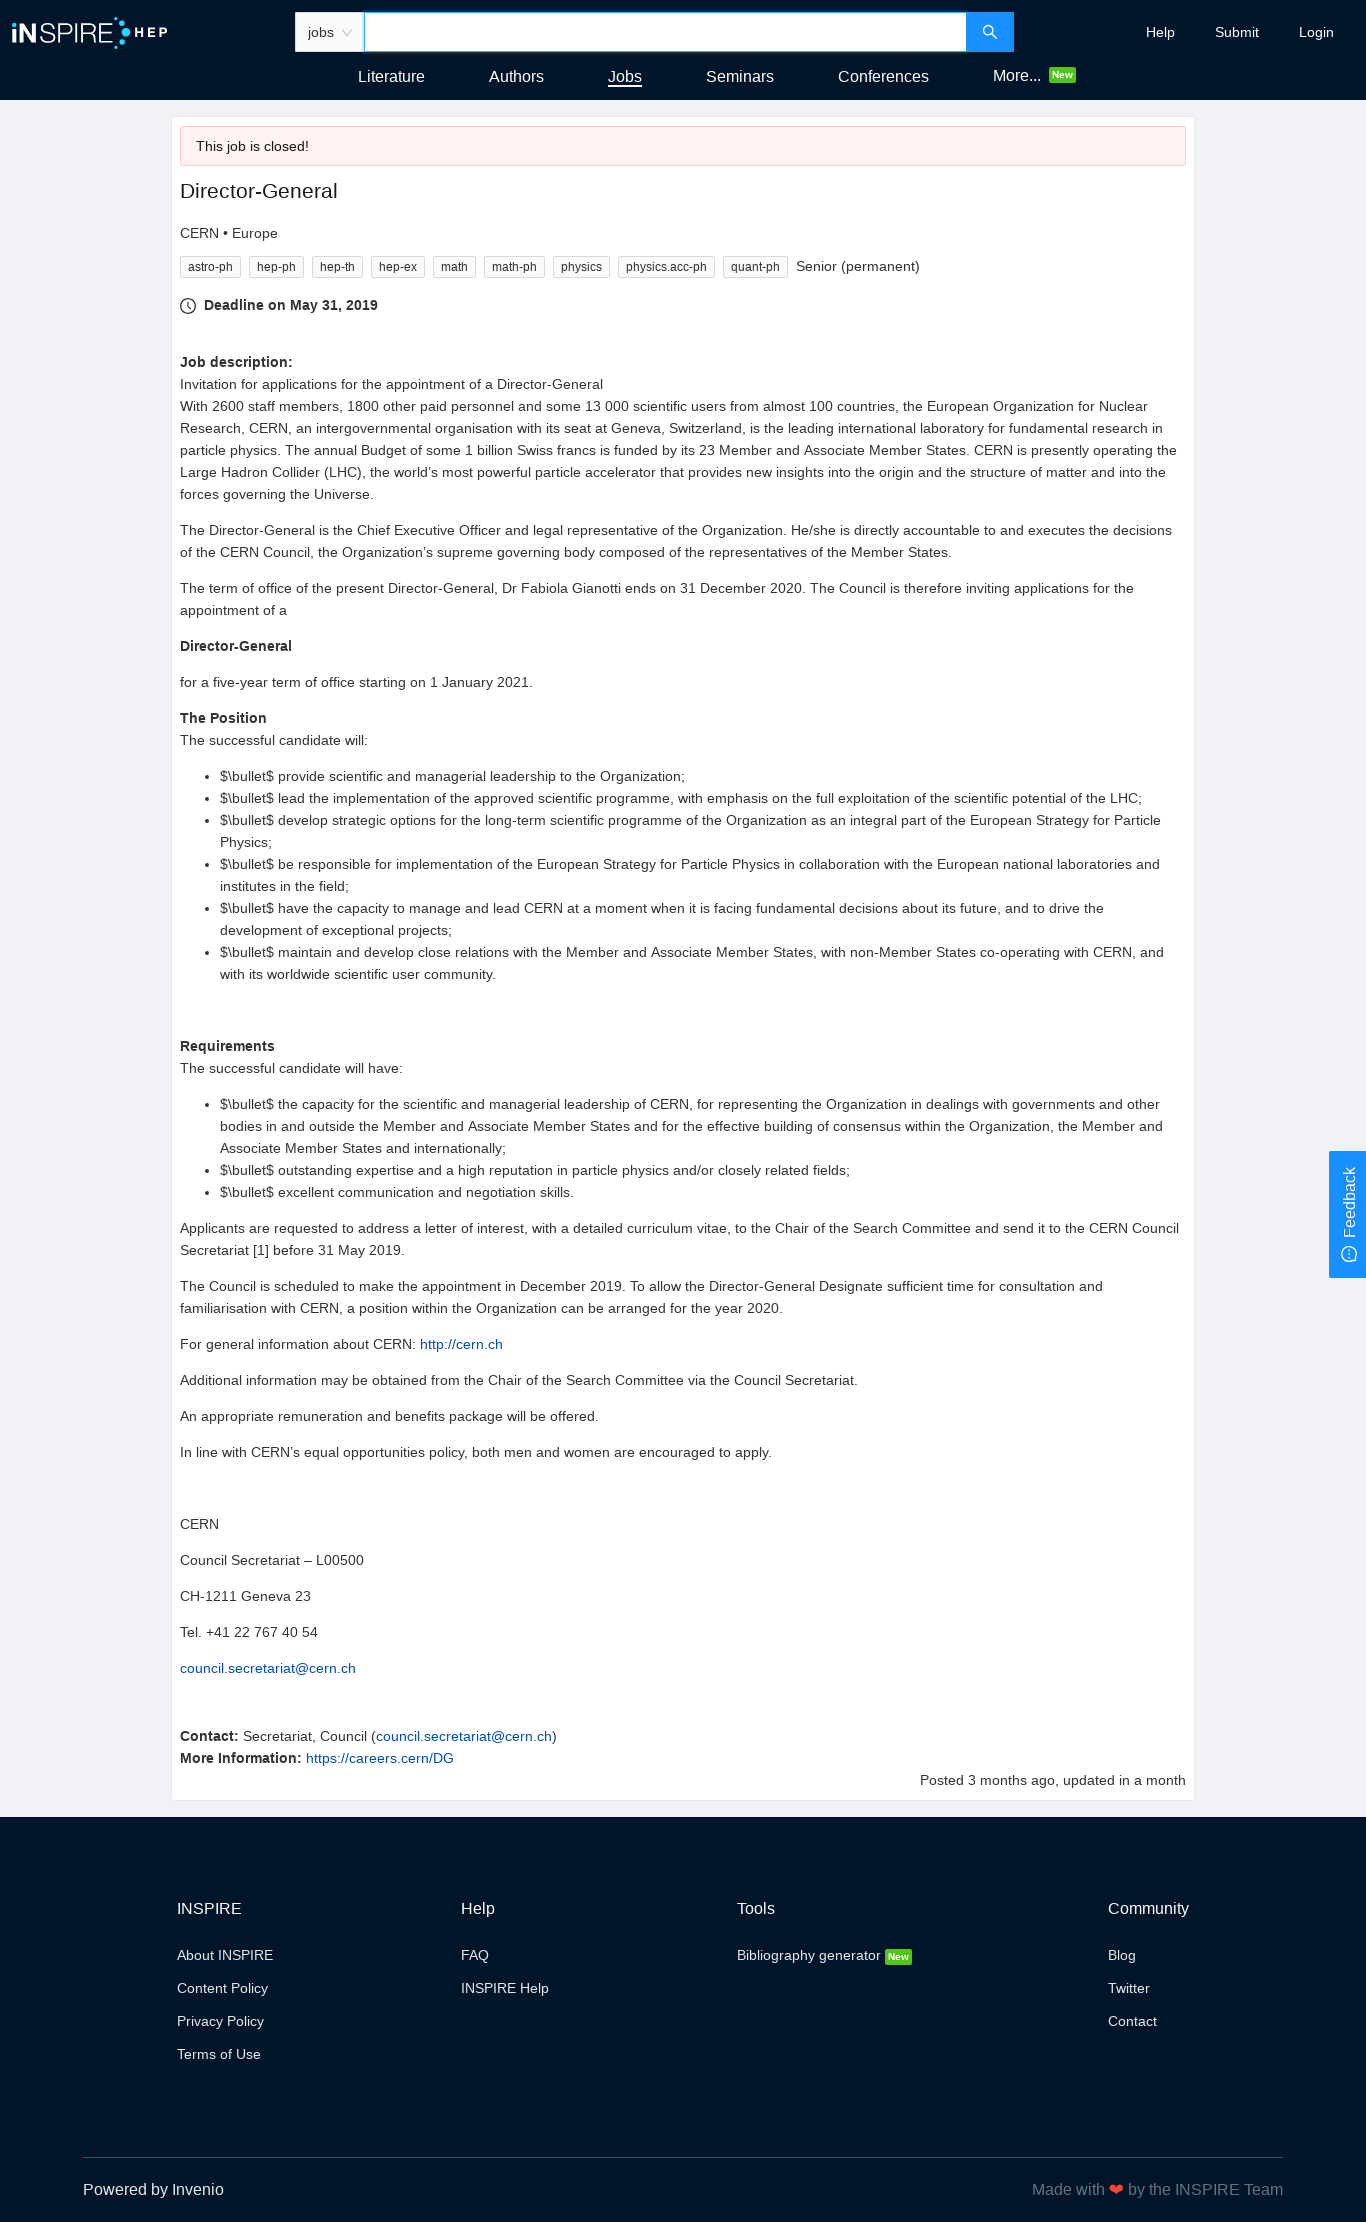 iNSPIRE HEP
jobs
Help Submit Login
Literature Authors Jobs Seminars Conferences More... New
This job is closed!
Director-General
CERN • Europe
astro-ph hep-ph hep-th hep-ex math math-ph physics physics.acc-ph quant-ph Senior (permanent)
Deadline on May 31, 2019
Job description:
Invitation for applications for the appointment of a Director-General
With 2600 staff members, 1800 other paid personnel and some 13 000 scientific users from almost 100 countries, the European Organization for Nuclear
Research, CERN, an intergovernmental organisation with its seat at Geneva, Switzerland, is the leading international laboratory for fundamental research in
particle physics. The annual Budget of some 1 billion Swiss francs is funded by its 23 Member and Associate Member States. CERN is presently operating the
Large Hadron Collider (LHC), the world’s most powerful particle accelerator that provides new insights into the origin and the structure of matter and into the
forces governing the Universe.
The Director-General is the Chief Executive Officer and legal representative of the Organization. He/she is directly accountable to and executes the decisions
of the CERN Council, the Organization’s supreme governing body composed of the representatives of the Member States.
The term of office of the present Director-General, Dr Fabiola Gianotti ends on 31 December 2020. The Council is therefore inviting applications for the
appointment of a
Director-General
for a five-year term of office starting on 1 January 2021.
The Position
The successful candidate will:
• $\bullet$ provide scientific and managerial leadership to the Organization;
• $\bullet$ lead the implementation of the approved scientific programme, with emphasis on the full exploitation of the scientific potential of the LHC;
• $\bullet$ develop strategic options for the long-term scientific programme of the Organization as an integral part of the European Strategy for Particle
Physics;
• $\bullet$ be responsible for implementation of the European Strategy for Particle Physics in collaboration with the European national laboratories and
institutes in the field;
• $\bullet$ have the capacity to manage and lead CERN at a moment when it is facing fundamental decisions about its future, and to drive the
development of exceptional projects;
• $\bullet$ maintain and develop close relations with the Member and Associate Member States, with non-Member States co-operating with CERN, and
with its worldwide scientific user community.
Requirements
The successful candidate will have:
• $\bullet$ the capacity for the scientific and managerial leadership of CERN, for representing the Organization in dealings with governments and other
bodies in and outside the Member and Associate Member States and for the effective building of consensus within the Organization, the Member and
Associate Member States and internationally;
• $\bullet$ outstanding expertise and a high reputation in particle physics and/or closely related fields;
• $\bullet$ excellent communication and negotiation skills.
Applicants are requested to address a letter of interest, with a detailed curriculum vitae, to the Chair of the Search Committee and send it to the CERN Council
Secretariat [1] before 31 May 2019.
The Council is scheduled to make the appointment in December 2019. To allow the Director-General Designate sufficient time for consultation and
familiarisation with CERN, a position within the Organization can be arranged for the year 2020.
For general information about CERN: http://cern.ch
Additional information may be obtained from the Chair of the Search Committee via the Council Secretariat.
An appropriate remuneration and benefits package will be offered.
In line with CERN’s equal opportunities policy, both men and women are encouraged to apply.
CERN
Council Secretariat – L00500
CH-1211 Geneva 23
Tel. +41 22 767 40 54
council.secretariat@cern.ch
Contact: Secretariat, Council (council.secretariat@cern.ch)
More Information: https://careers.cern/DG
Posted 3 months ago, updated in a month
Feedback
INSPIRE
About INSPIRE
Content Policy
Privacy Policy
Terms of Use
Help
FAQ
INSPIRE Help
Tools
Bibliography generator New
Community
Blog
Twitter
Contact
Powered by Invenio
Made with ❤ by the INSPIRE Team